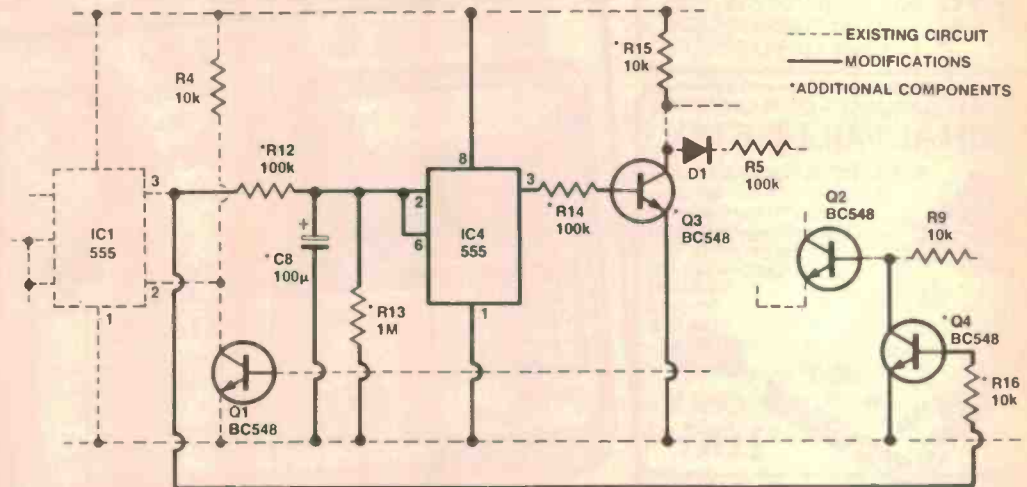 *R15
10k
EXISTING CIRCUIT
MODIFICATIONS
*ADDITIONAL COMPONENTS
R4
10k
*R12
100k
8
3
IC1
555
2
1
+
*C8
100µ
*R13
1M
2
6
IC4
555
3
1
*R14
100k
D1
R5
100k
*Q3
BC548
Q2
BC548
R9
10k
*Q4
BC548
*R16
10k
Q1
BC548